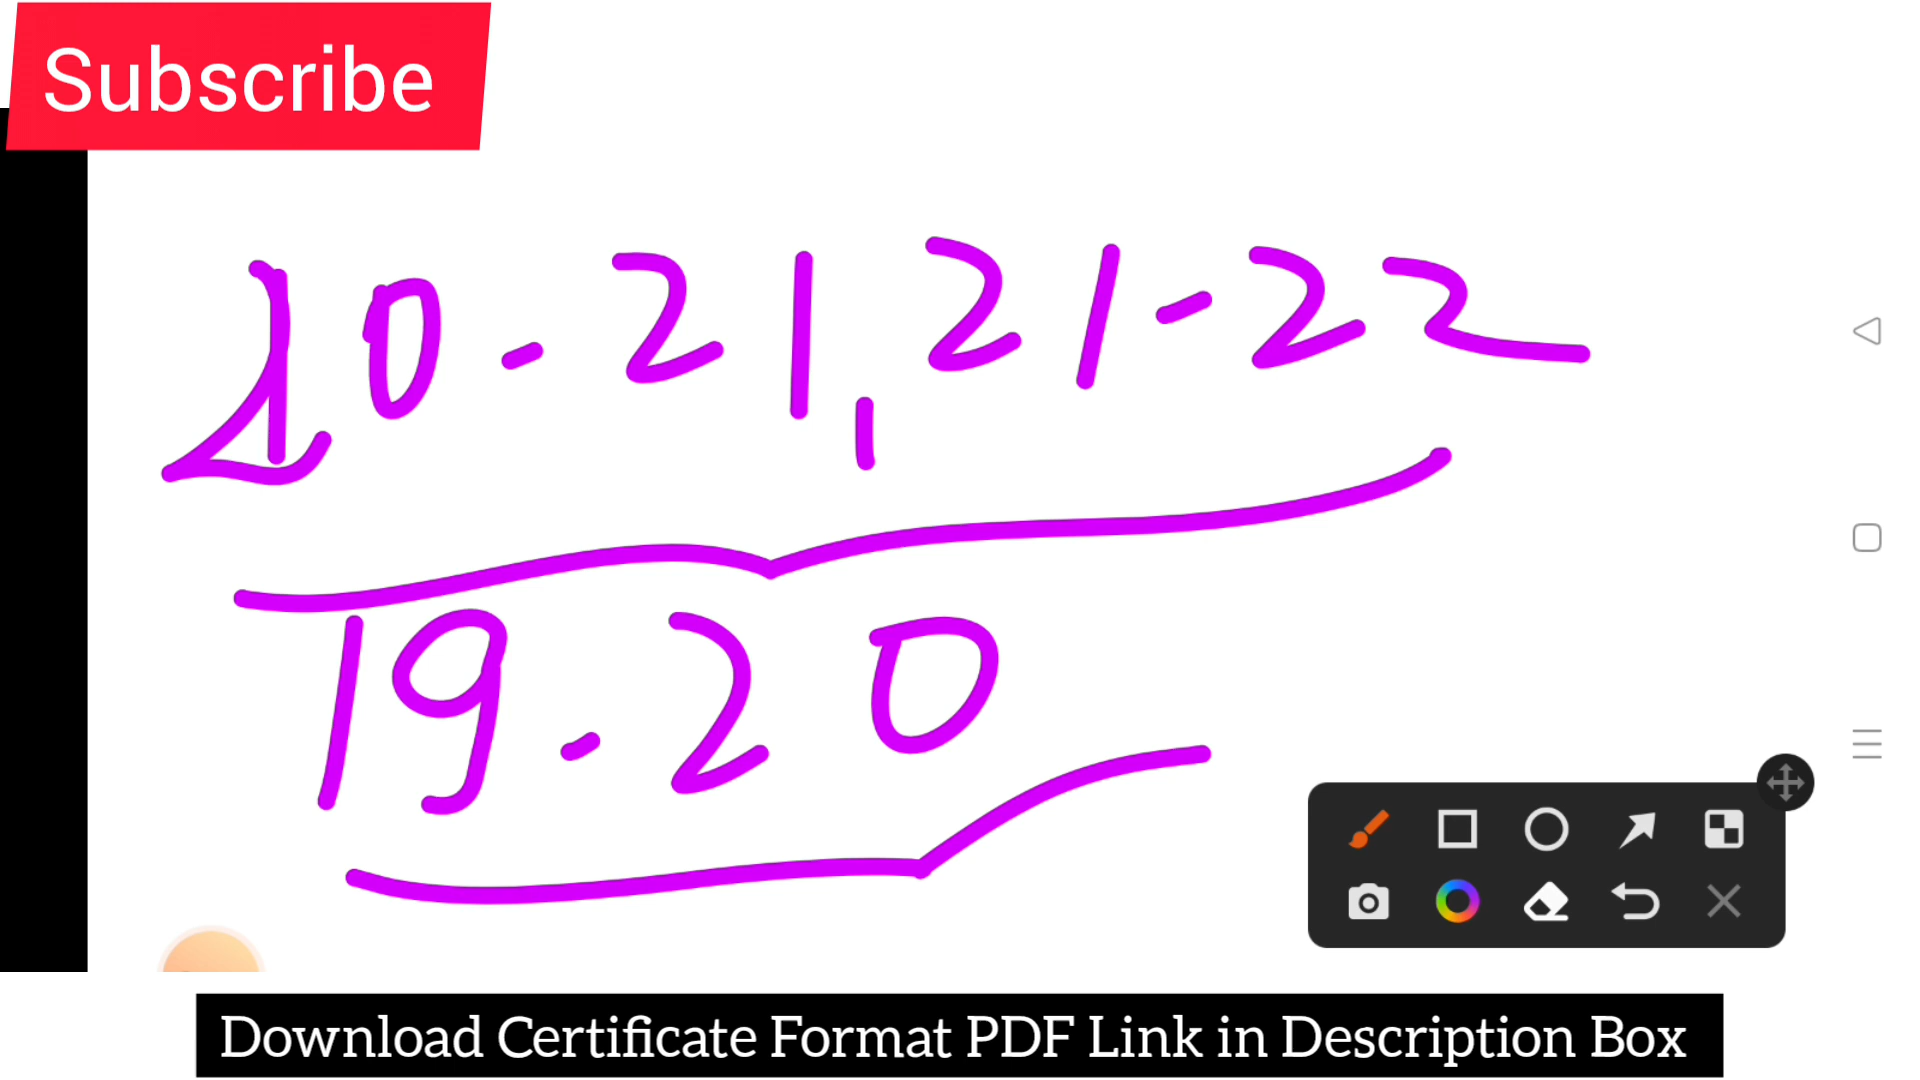 Subscribe
20-21, 21-22
19-20
Download Certificate Format PDF Link in Description Box